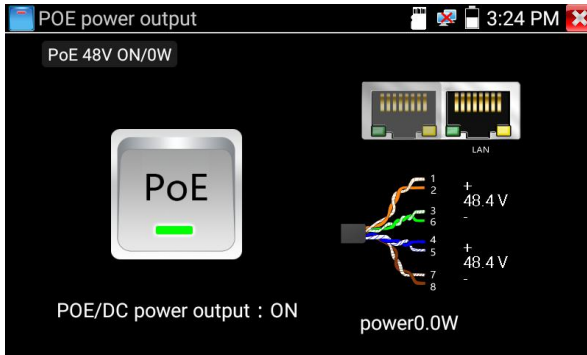 POE power output
3:24 PM
PoE 48V ON/0W
PoE
LAN
1
2
+
48.4 V
3
6
-
4
5
+
48.4 V
7
8
-
POE/DC power output：ON
power0.0W